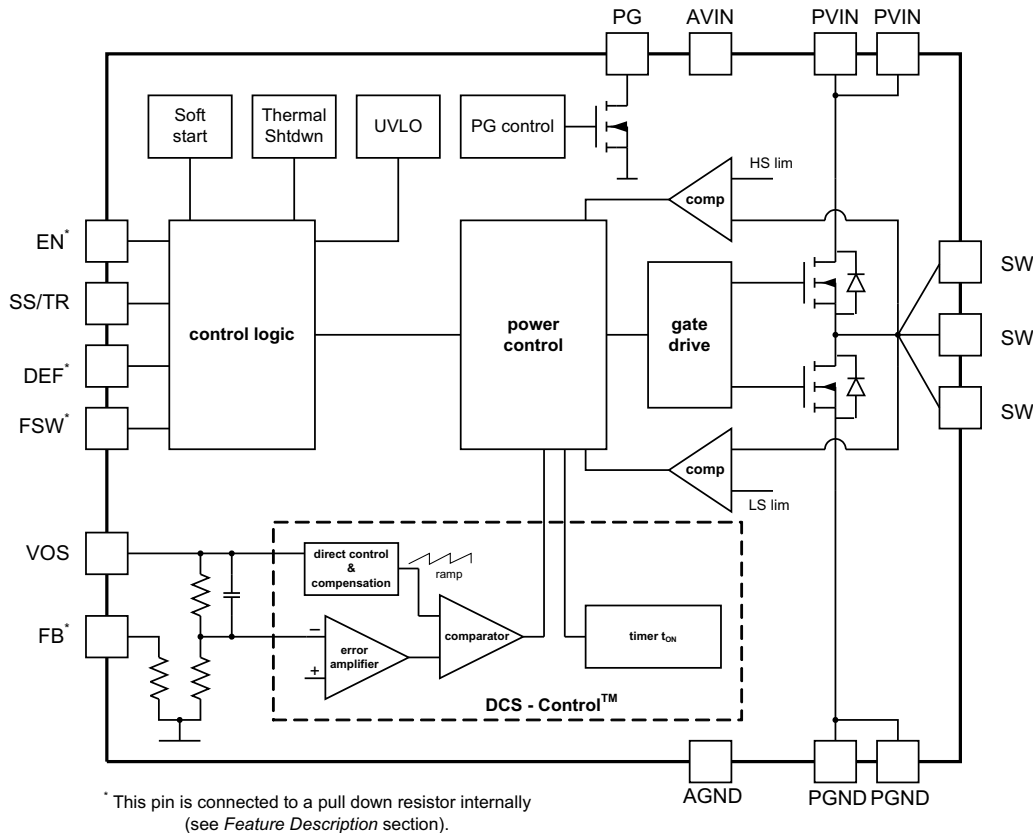 PG AVIN PVIN PVIN
Soft
start
Thermal
Shtdwn
UVLO
PG control
HS lim
comp
EN*
SS/TR
DEF*
FSW*
control logic
power
control
gate
drive
SW
SW
SW
comp
LS lim
VOS
FB*
direct control
&
compensation
ramp
comparator
error
amplifier
timer tON
DCS - Control™
AGND PGND PGND
* This pin is connected to a pull down resistor internally
(see Feature Description section).